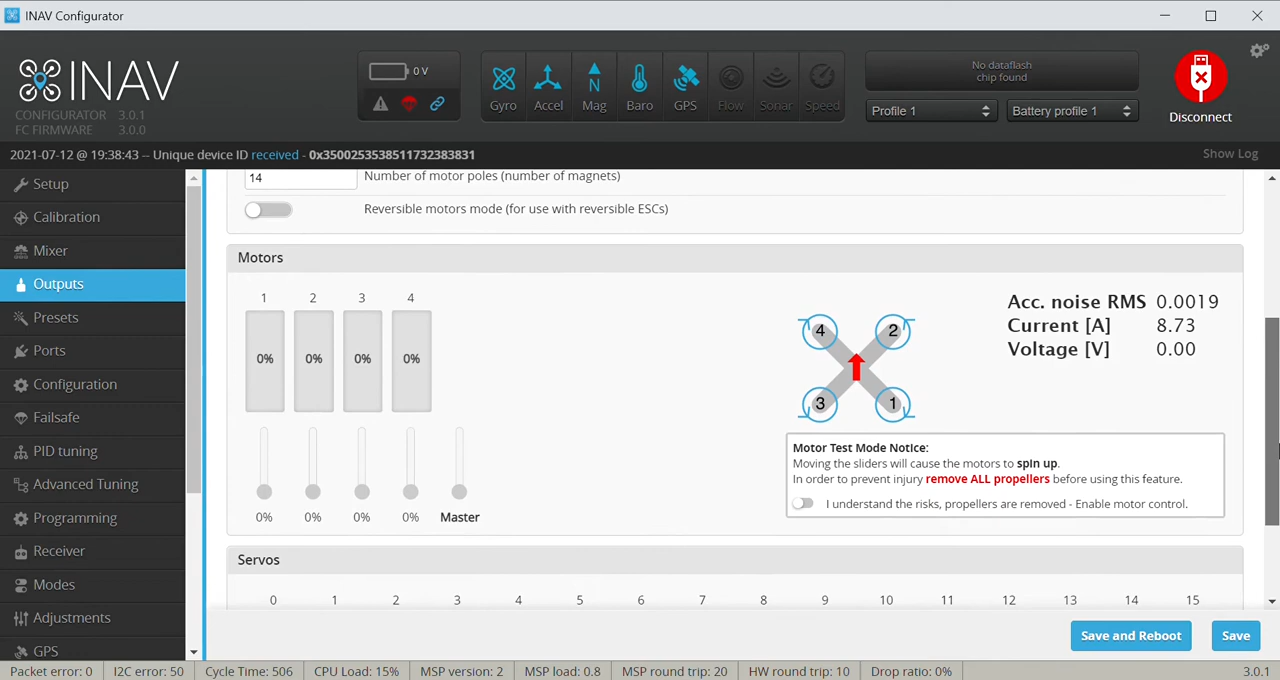 INAV Configurator
INAV
CONFIGURATOR 3.0.1
FC FIRMWARE 3.0.0
0 V
Gyro Accel Mag Baro GPS Flow Sonar Speed
No dataflash
chip found
Profile 1
Battery profile 1
Disconnect
2021-07-12 @ 19:38:43 -- Unique device ID received - 0x3500253538511732383831
Show Log
Setup
Calibration
Mixer
Outputs
Presets
Ports
Configuration
Failsafe
PID tuning
Advanced Tuning
Programming
Receiver
Modes
Adjustments
GPS
14 Number of motor poles (number of magnets)
Reversible motors mode (for use with reversible ESCs)
Motors
1 2 3 4
0% 0% 0% 0%
0% 0% 0% 0% Master
4 2
3 1
Acc. noise RMS 0.0019
Current [A] 8.73
Voltage [V] 0.00
Motor Test Mode Notice:
Moving the sliders will cause the motors to spin up.
In order to prevent injury remove ALL propellers before using this feature.
I understand the risks, propellers are removed - Enable motor control.
Servos
0 1 2 3 4 5 6 7 8 9 10 11 12 13 14 15
Save and Reboot
Save
Packet error: 0 I2C error: 50 Cycle Time: 506 CPU Load: 15% MSP version: 2 MSP load: 0.8 MSP round trip: 20 HW round trip: 10 Drop ratio: 0% 3.0.1